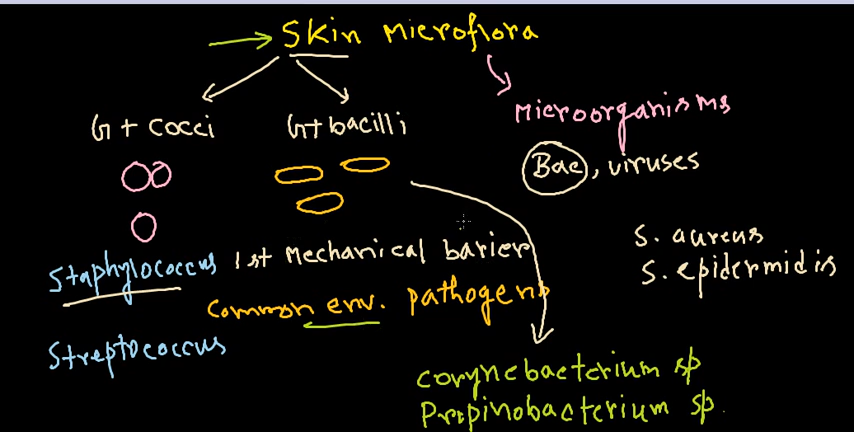 Skin Microflora
G+ cocci
G+ bacilli
Microorganisms
Bac, viruses
Staphylococcus
Streptococcus
1st Mechanical barier
Common env. pathogens
S. aureus
S. epidermidis
Corynebacterium sp
Propinobacterium sp.